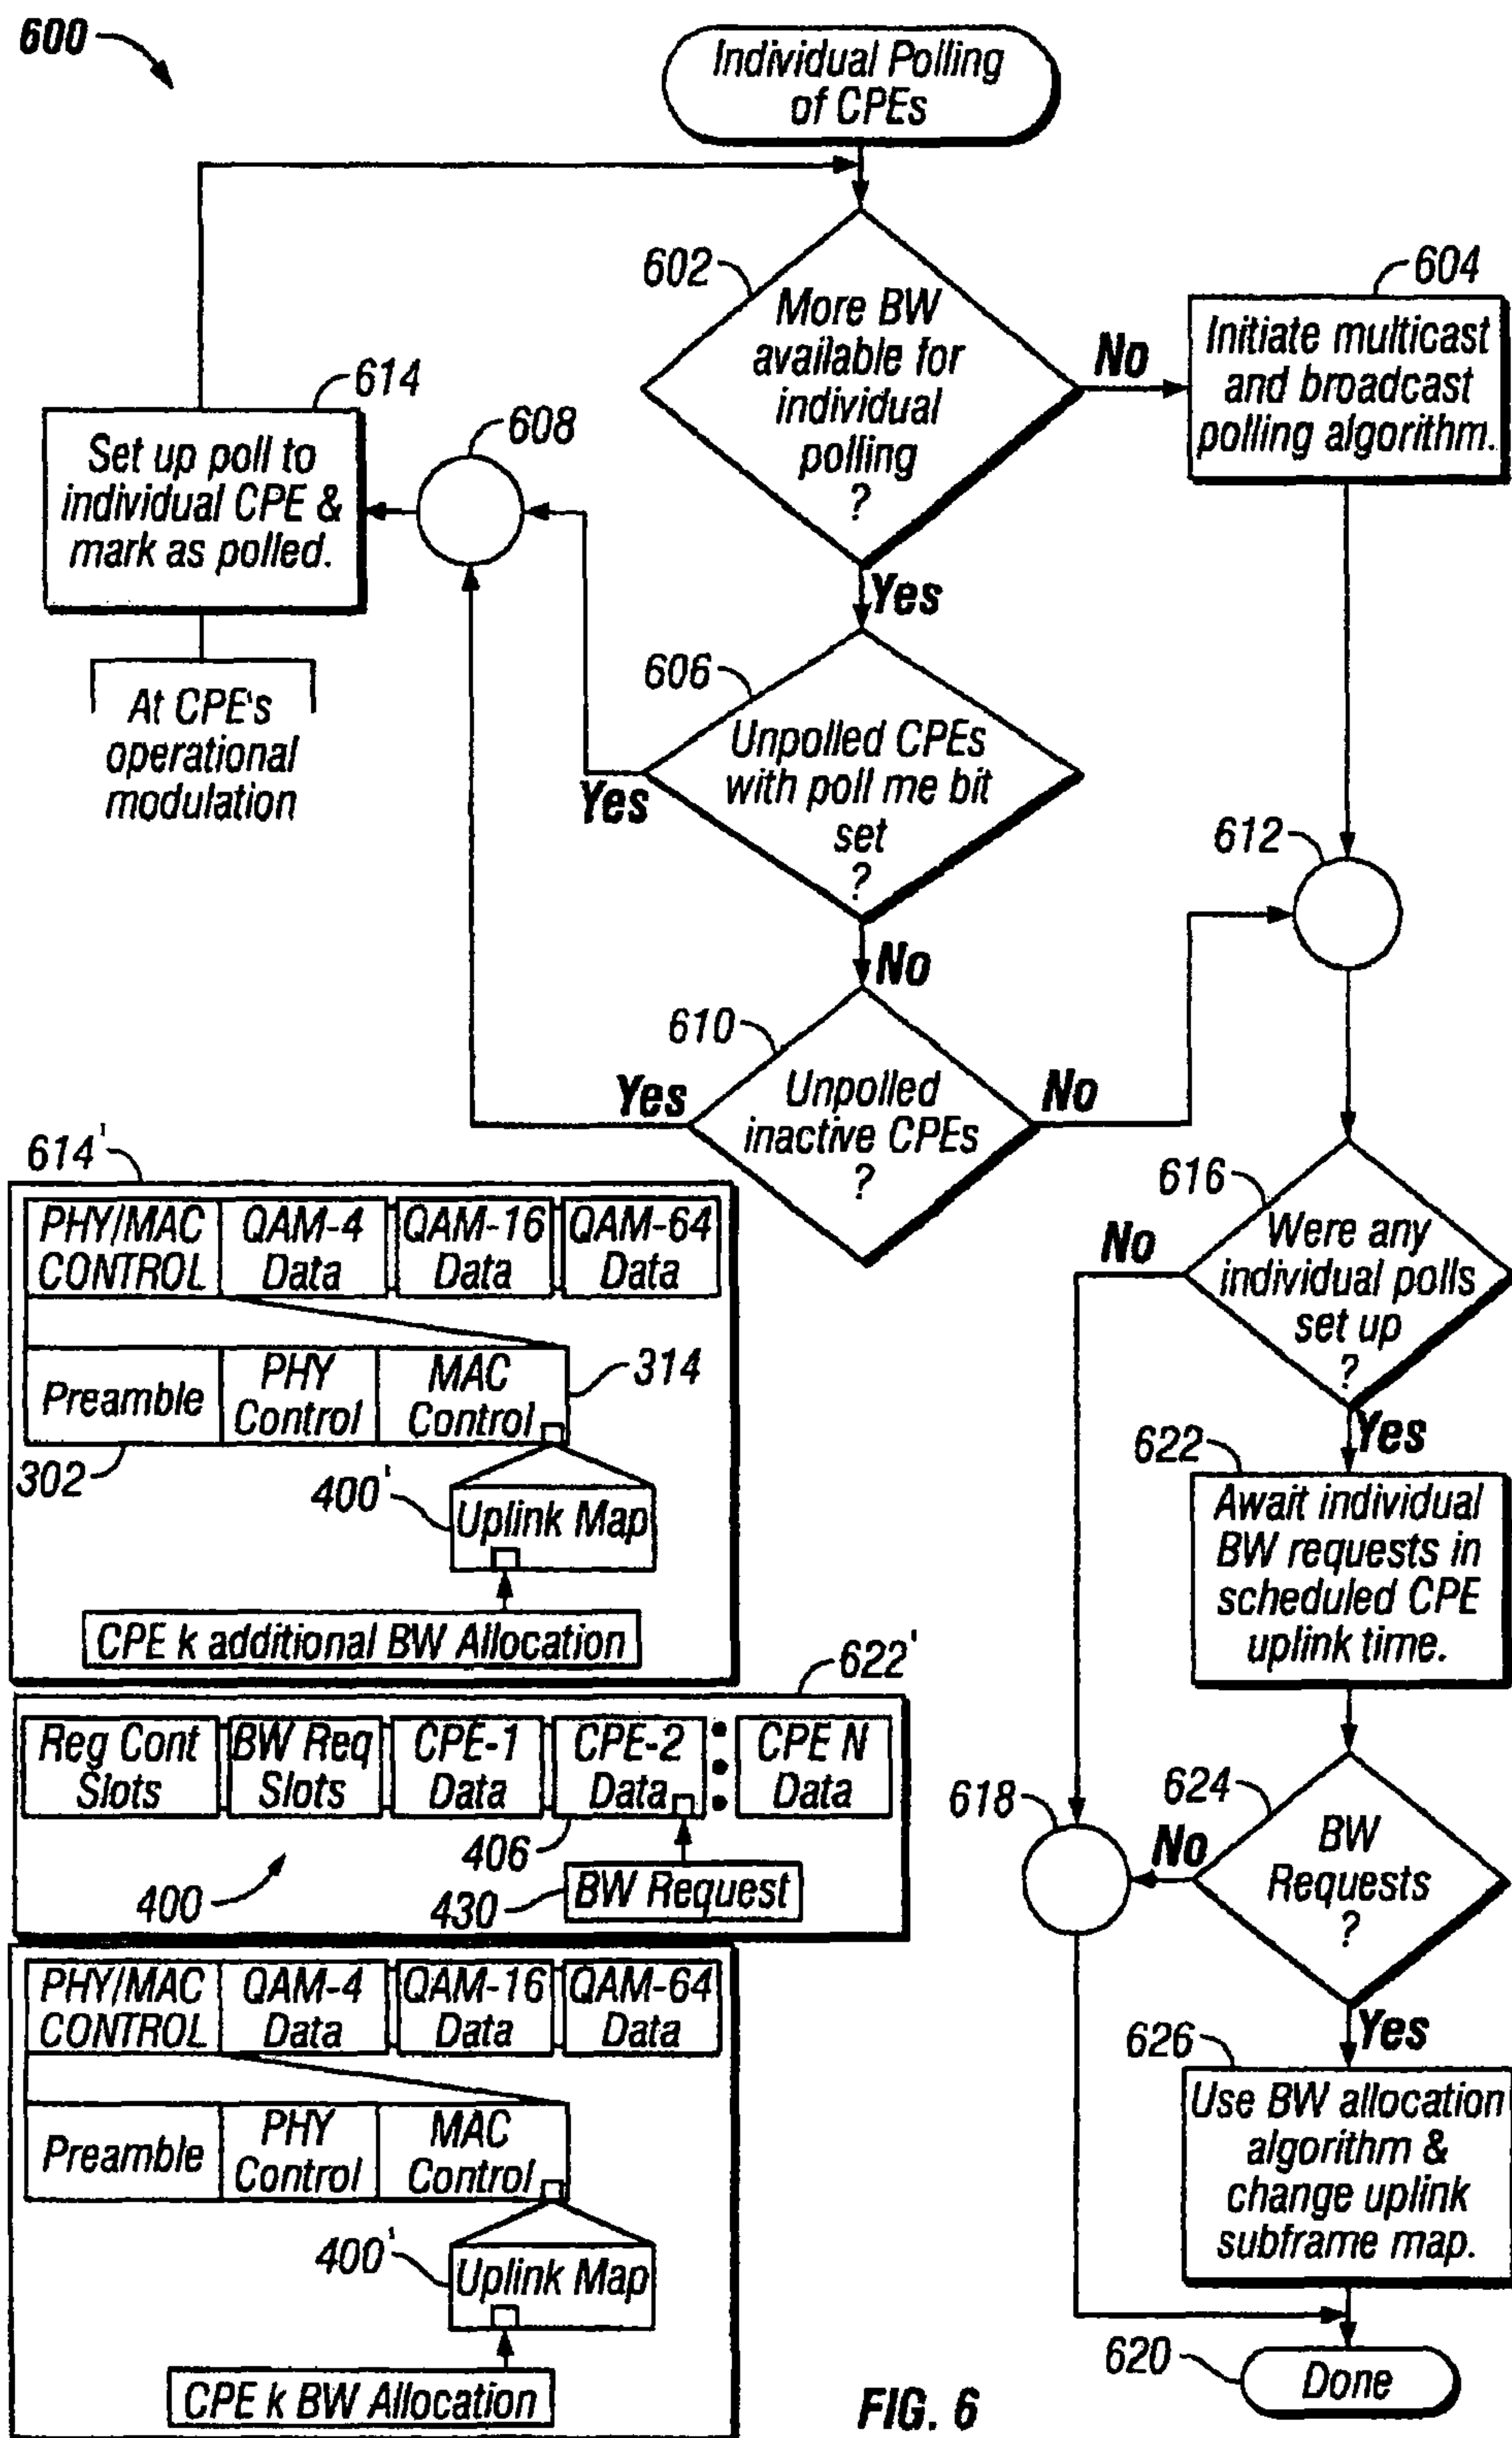 600
Individual Polling
of CPEs
602
More BW
available for
individual
polling
?
No
604
Initiate multicast
and broadcast
polling algorithm.
614
Set up poll to
individual CPE &
mark as polled.
608
At CPE's
operational
modulation
Yes
606
Unpolled CPEs
with poll me bit
set
?
Yes
No
612
610
Unpolled
inactive CPEs
?
Yes
No
616
Were any
individual polls
set up
?
No
Yes
622
Await individual
BW requests in
scheduled CPE
uplink time.
624
BW
Requests
?
No
618
Yes
626
Use BW allocation
algorithm &
change uplink
subframe map.
620
Done
614'
PHY/MAC
CONTROL
QAM-4
Data
QAM-16
Data
QAM-64
Data
Preamble
PHY
Control
MAC
Control
314
302
400'
Uplink Map
CPE k additional BW Allocation
622'
Reg Cont
Slots
BW Req
Slots
CPE-1
Data
CPE-2
Data
CPE N
Data
406
400
430
BW Request
PHY/MAC
CONTROL
QAM-4
Data
QAM-16
Data
QAM-64
Data
Preamble
PHY
Control
MAC
Control
400'
Uplink Map
CPE k BW Allocation
FIG. 6